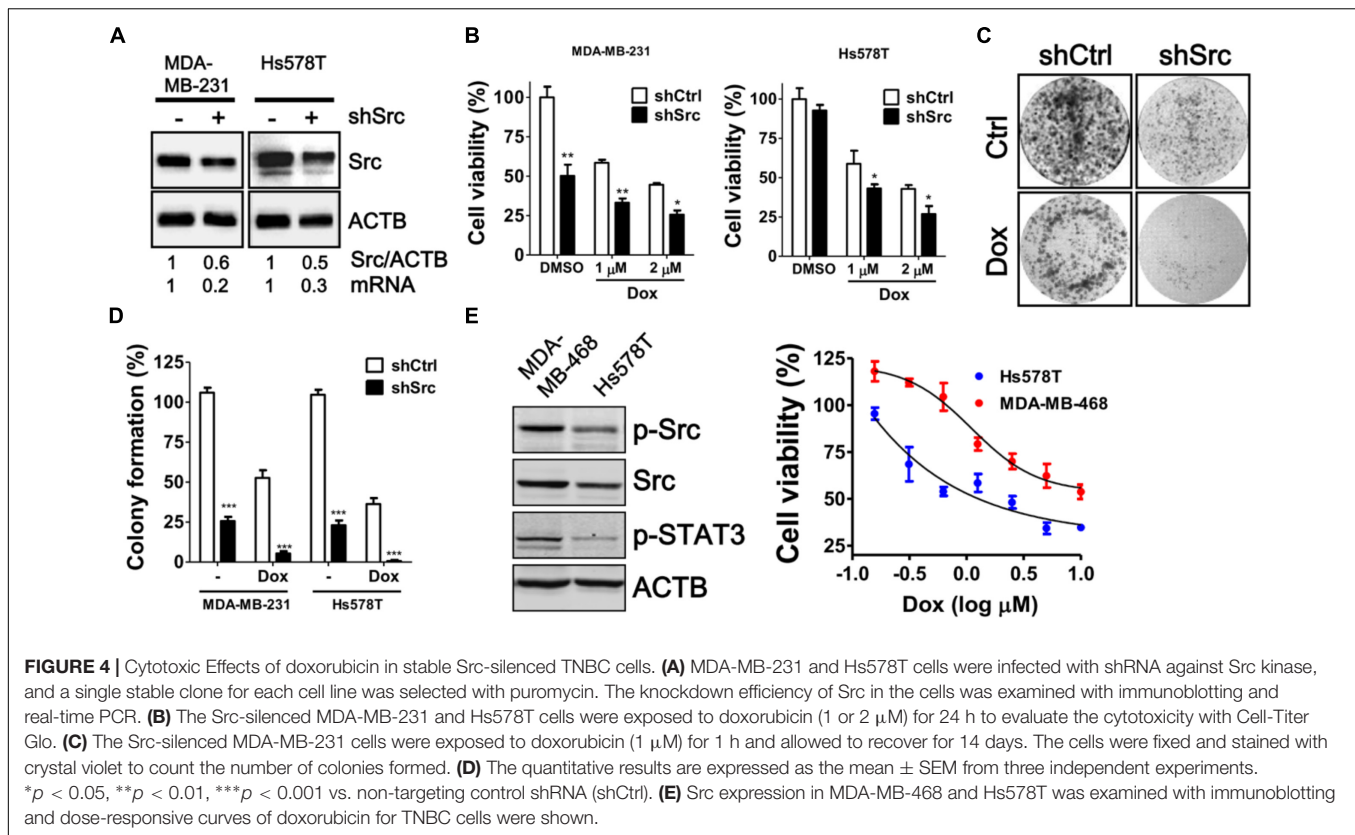 A
MDA-
MB-231
Hs578T
- + - + shSrc
Src
ACTB
1 0.6 1 0.5 Src/ACTB
1 0.2 1 0.3 mRNA
B
MDA-MB-231
Cell viability (%)
125
100
75
50
25
0
shCtrl
shSrc
**
**
*
DMSO 1 μM 2 μM
Dox
Hs578T
Cell viability (%)
125
100
75
50
25
0
shCtrl
shSrc
*
*
DMSO 1 μM 2 μM
Dox
C
shCtrl shSrc
Ctrl
Dox
D
Colony formation (%)
125
100
75
50
25
0
shCtrl
shSrc
***
***
***
***
- Dox - Dox
MDA-MB-231 Hs578T
E
MDA-
MB-468
Hs578T
p-Src
Src
p-STAT3
ACTB
Cell viability (%)
125
100
75
50
25
Hs578T
MDA-MB-468
-1.0 -0.5 0.0 0.5 1.0
Dox (log μM)
FIGURE 4 | Cytotoxic Effects of doxorubicin in stable Src-silenced TNBC cells. (A) MDA-MB-231 and Hs578T cells were infected with shRNA against Src kinase,
and a single stable clone for each cell line was selected with puromycin. The knockdown efficiency of Src in the cells was examined with immunoblotting and
real-time PCR. (B) The Src-silenced MDA-MB-231 and Hs578T cells were exposed to doxorubicin (1 or 2 μM) for 24 h to evaluate the cytotoxicity with Cell-Titer
Glo. (C) The Src-silenced MDA-MB-231 cells were exposed to doxorubicin (1 μM) for 1 h and allowed to recover for 14 days. The cells were fixed and stained with
crystal violet to count the number of colonies formed. (D) The quantitative results are expressed as the mean ± SEM from three independent experiments.
*p < 0.05, **p < 0.01, ***p < 0.001 vs. non-targeting control shRNA (shCtrl). (E) Src expression in MDA-MB-468 and Hs578T was examined with immunoblotting
and dose-responsive curves of doxorubicin for TNBC cells were shown.